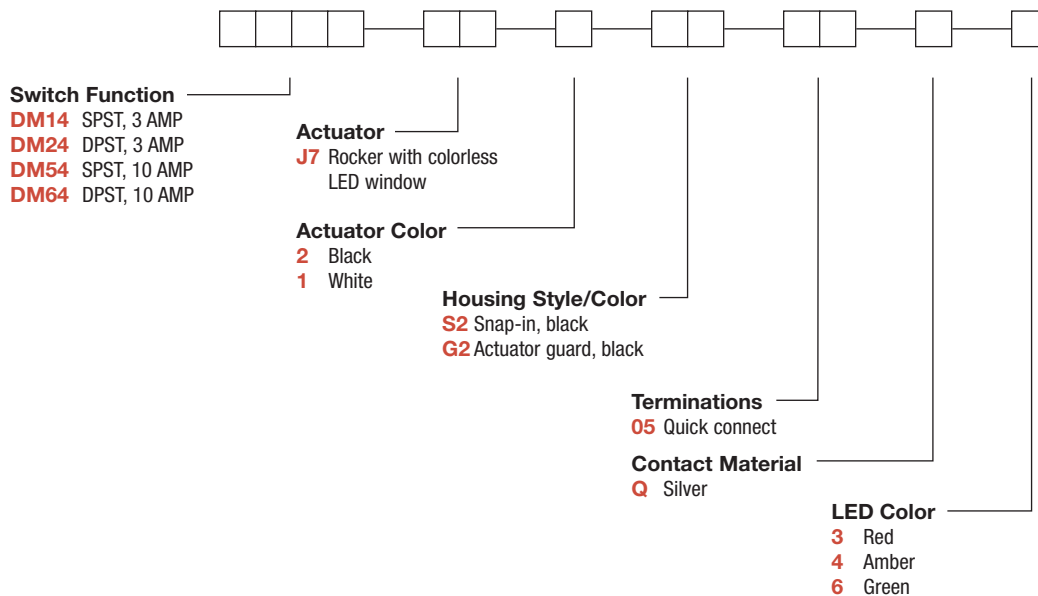 Switch Function
DM14 SPST, 3 AMP
DM24 DPST, 3 AMP
DM54 SPST, 10 AMP
DM64 DPST, 10 AMP
Actuator
J7 Rocker with colorless
LED window
Actuator Color
2 Black
1 White
Housing Style/Color
S2 Snap-in, black
G2 Actuator guard, black
Terminations
05 Quick connect
Contact Material
Q Silver
LED Color
3 Red
4 Amber
6 Green